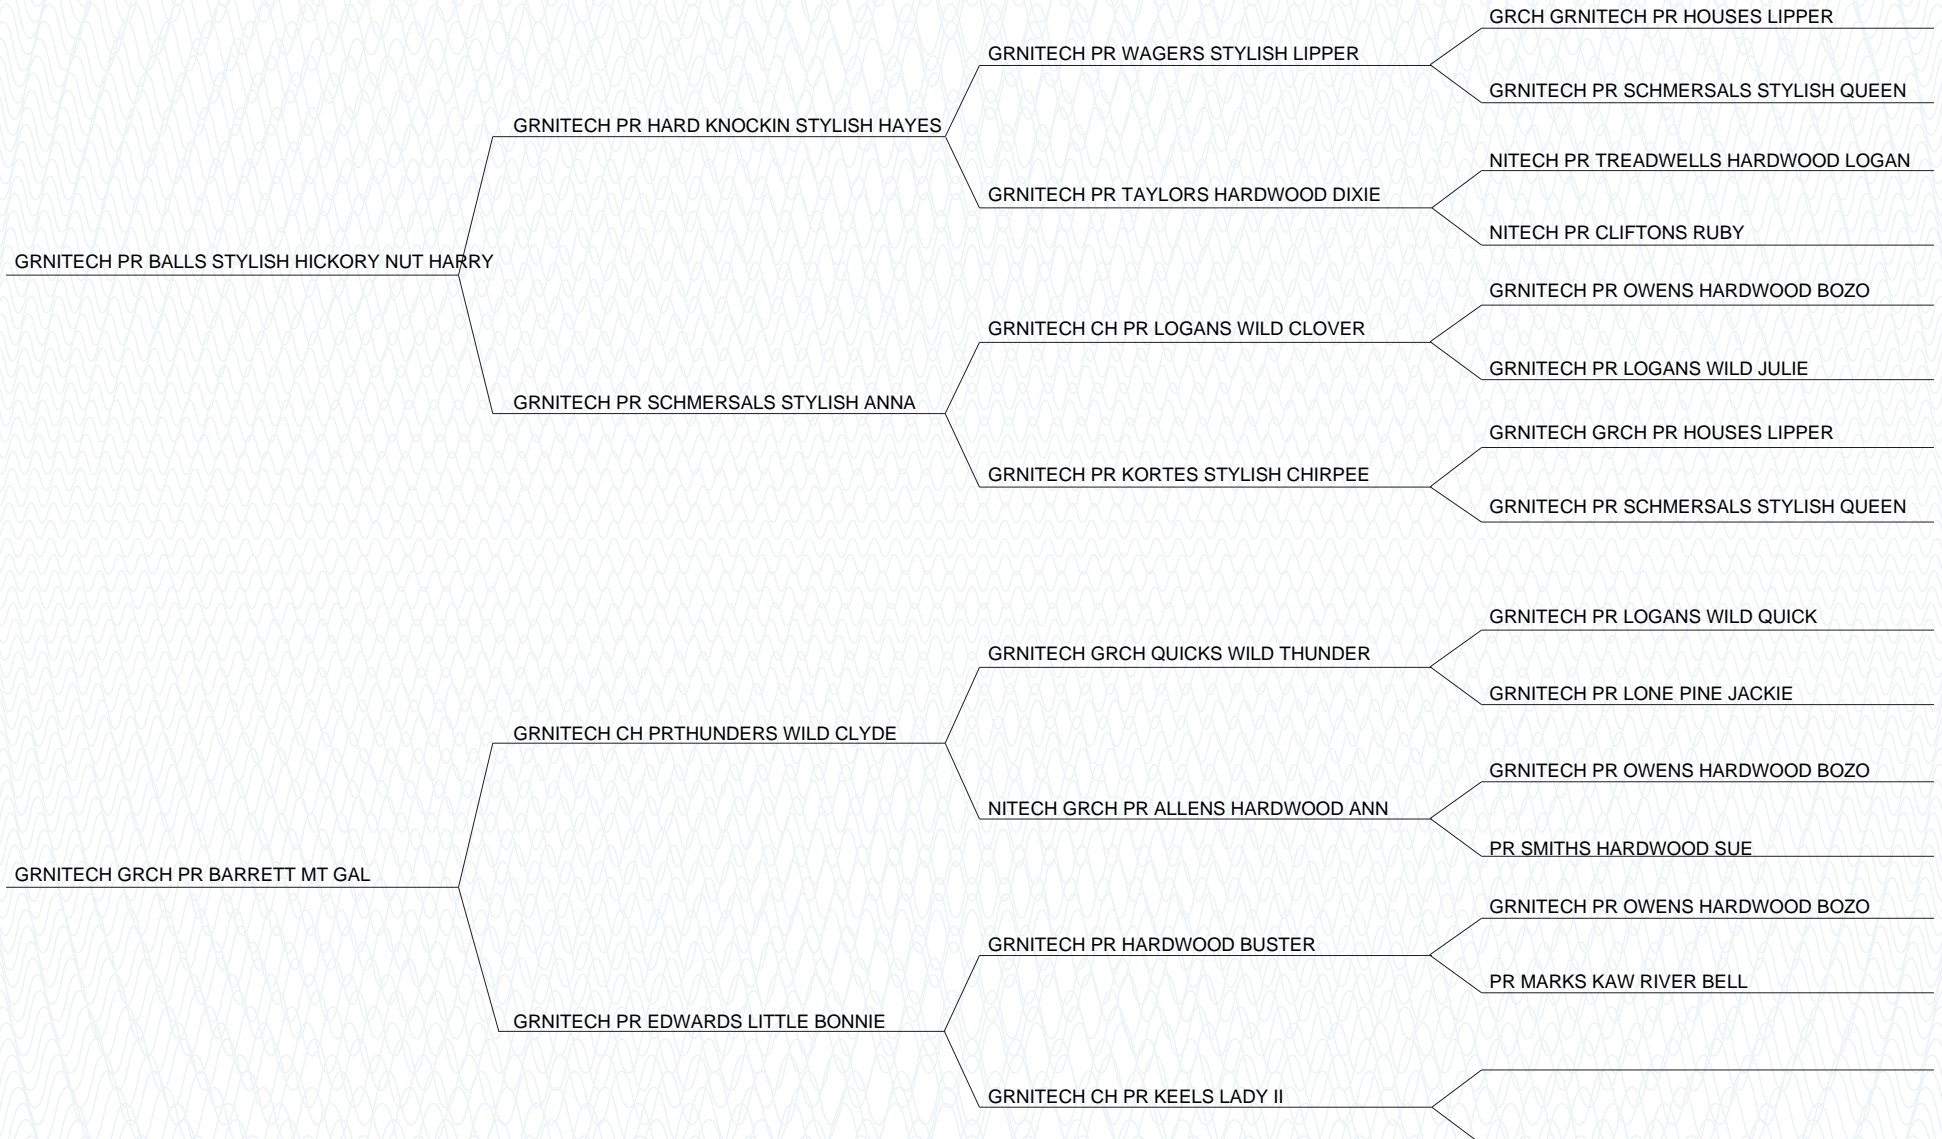 GRCH GRNITECH PR HOUSES LIPPER
GRNITECH PR WAGERS STYLISH LIPPER
GRNITECH PR SCHMERSALS STYLISH QUEEN
GRNITECH PR HARD KNOCKIN STYLISH HAYES
NITECH PR TREADWELLS HARDWOOD LOGAN
GRNITECH PR TAYLORS HARDWOOD DIXIE
NITECH PR CLIFTONS RUBY
GRNITECH PR BALLS STYLISH HICKORY NUT HARRY
GRNITECH PR OWENS HARDWOOD BOZO
GRNITECH CH PR LOGANS WILD CLOVER
GRNITECH PR LOGANS WILD JULIE
GRNITECH PR SCHMERSALS STYLISH ANNA
GRNITECH GRCH PR HOUSES LIPPER
GRNITECH PR KORTES STYLISH CHIRPEE
GRNITECH PR SCHMERSALS STYLISH QUEEN
GRNITECH PR LOGANS WILD QUICK
GRNITECH GRCH QUICKS WILD THUNDER
GRNITECH PR LONE PINE JACKIE
GRNITECH CH PRTHUNDERS WILD CLYDE
GRNITECH PR OWENS HARDWOOD BOZO
NITECH GRCH PR ALLENS HARDWOOD ANN
PR SMITHS HARDWOOD SUE
GRNITECH GRCH PR BARRETT MT GAL
GRNITECH PR OWENS HARDWOOD BOZO
GRNITECH PR HARDWOOD BUSTER
PR MARKS KAW RIVER BELL
GRNITECH PR EDWARDS LITTLE BONNIE
GRNITECH CH PR KEELS LADY II